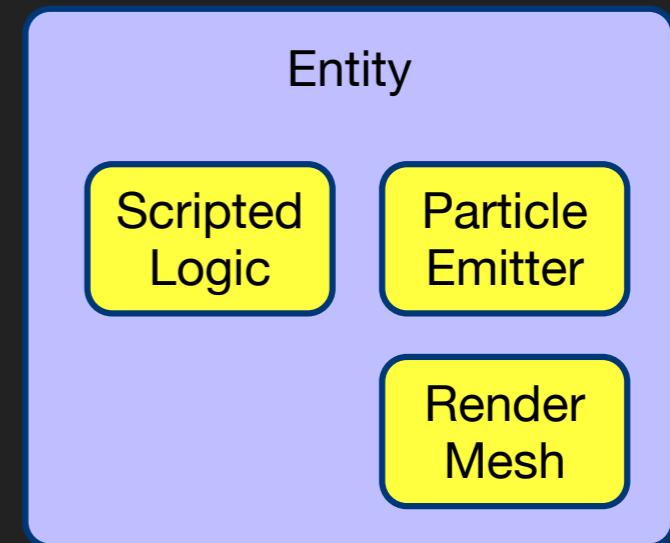 Entity
Scripted
Logic
Particle
Emitter
Render
Mesh